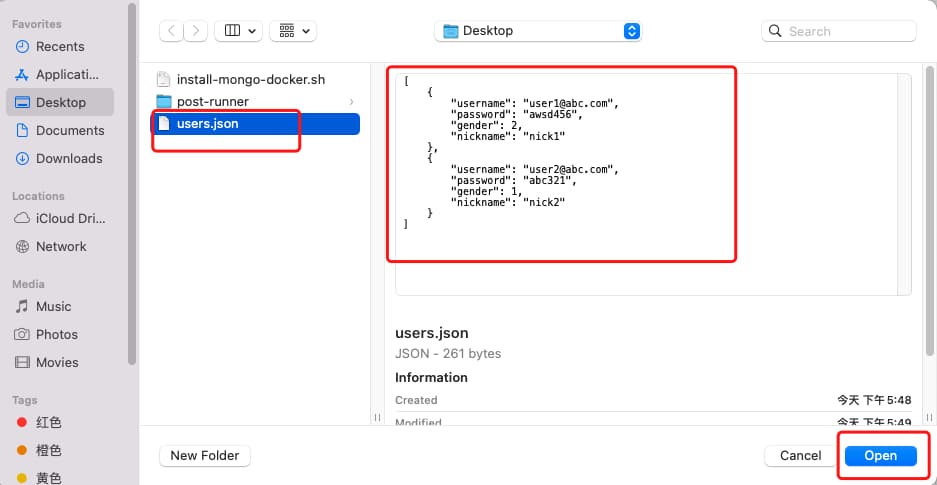 Favorites
Recents
Applicati...
Desktop
Documents
Downloads
Locations
iCloud Dri...
Network
Media
Music
Photos
Movies
Tags
红色
橙色
黄色
Desktop
Search
install-mongo-docker.sh
post-runner
users.json
[
    {
        "username": "user1@abc.com",
        "password": "awsd456",
        "gender": 2,
        "nickname": "nick1"
    },
    {
        "username": "user2@abc.com",
        "password": "abc321",
        "gender": 1,
        "nickname": "nick2"
    }
]
users.json
JSON - 261 bytes
Information
Created 今天 下午5:48
Modified 今天 下午5:49
New Folder
Cancel
Open